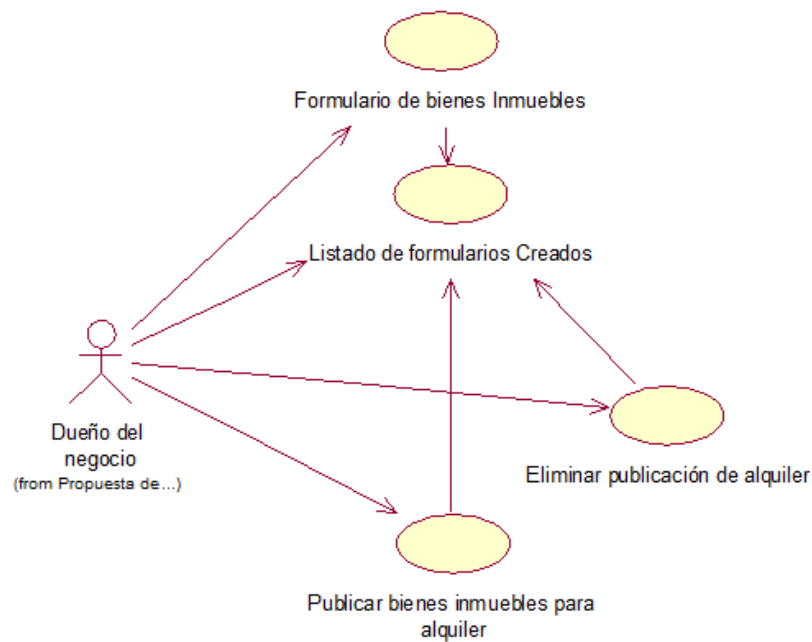 Formulario de bienes Inmuebles
Listado de formularios Creados
Dueño del
negocio
(from Propuesta de...)
Eliminar publicación de alquiler
Publicar bienes inmuebles para
alquiler